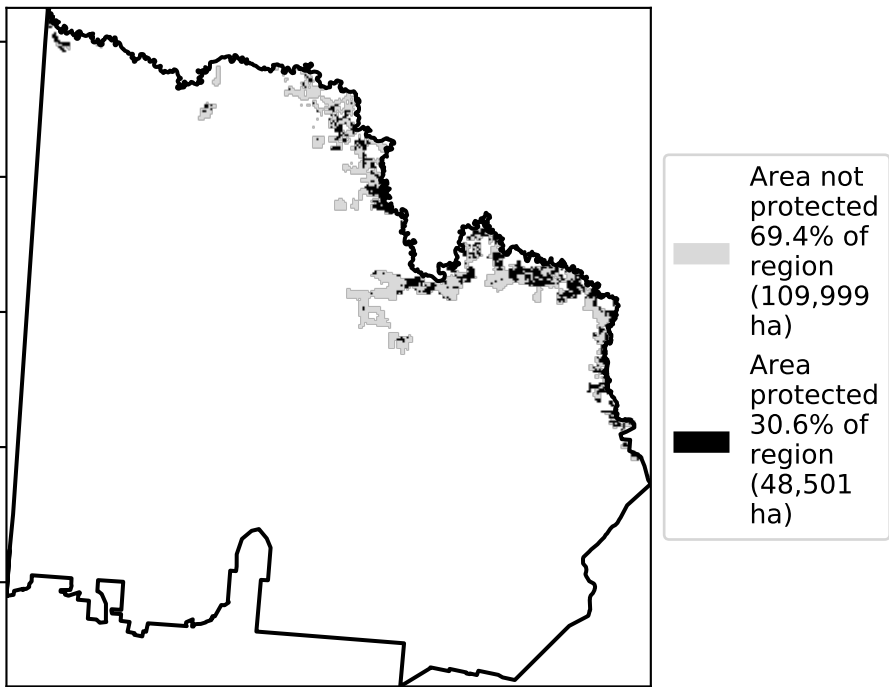 Area not
protected
69.4% of
region
(109,999
ha)
Area
protected
30.6% of
region
(48,501
ha)